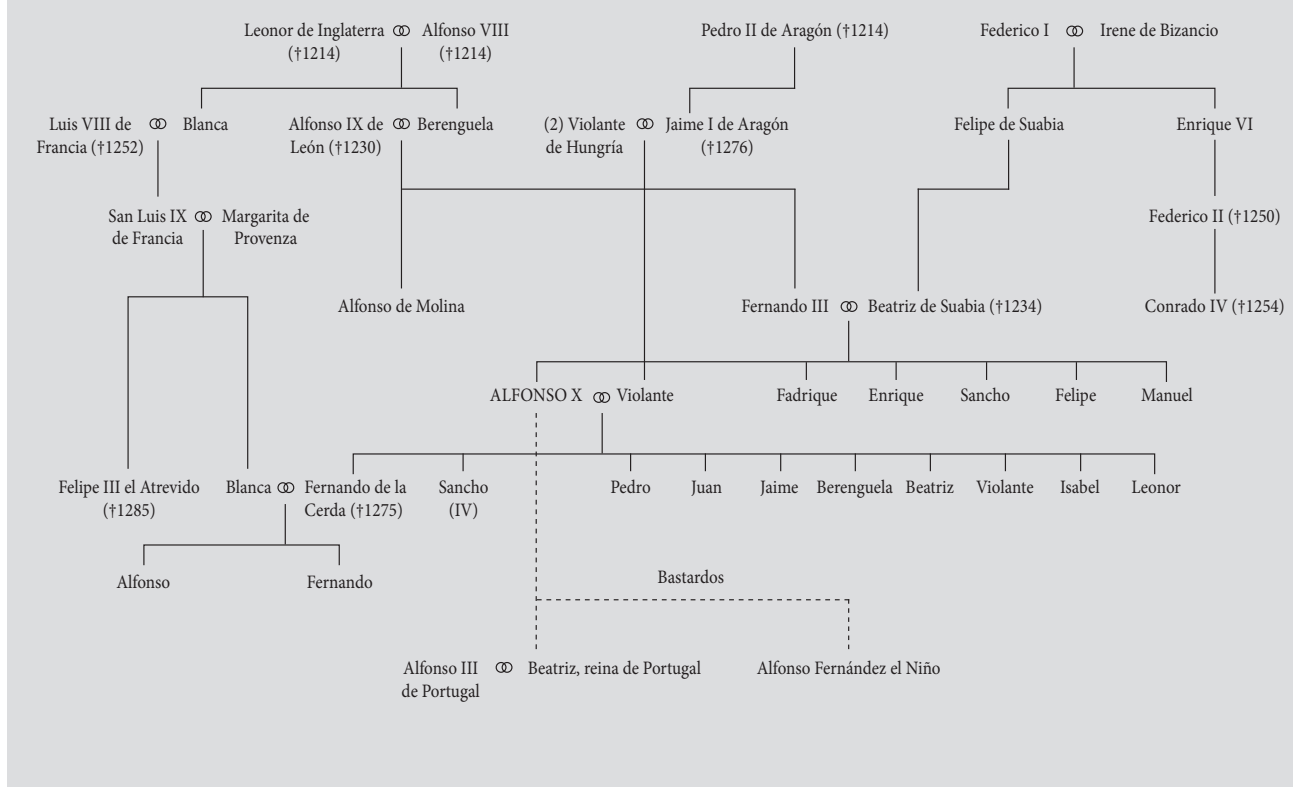 Leonor de Inglaterra Alfonso VIII Pedro II de Aragón (†1214) Federico I Irene de Bizancio
(†1214) (†1214)
Luis VIII de Blanca Alfonso IX de Berenguela (2) Violante Jaime I de Aragón Felipe de Suabia Enrique VI
Francia (†1252) León (†1230) de Hungría (†1276)
San Luis IX Margarita de Federico II (†1250)
de Francia Provenza
Alfonso de Molina Fernando III Beatriz de Suabia (†1234) Conrado IV (†1254)
ALFONSO X Violante Fadrique Enrique Sancho Felipe Manuel
Felipe III el Atrevido Blanca Fernando de la Sancho Pedro Juan Jaime Berenguela Beatriz Violante Isabel Leonor
(†1285) Cerda (†1275) (IV)
Alfonso Fernando Bastardos
Alfonso III Beatriz, reina de Portugal Alfonso Fernández el Niño
de Portugal